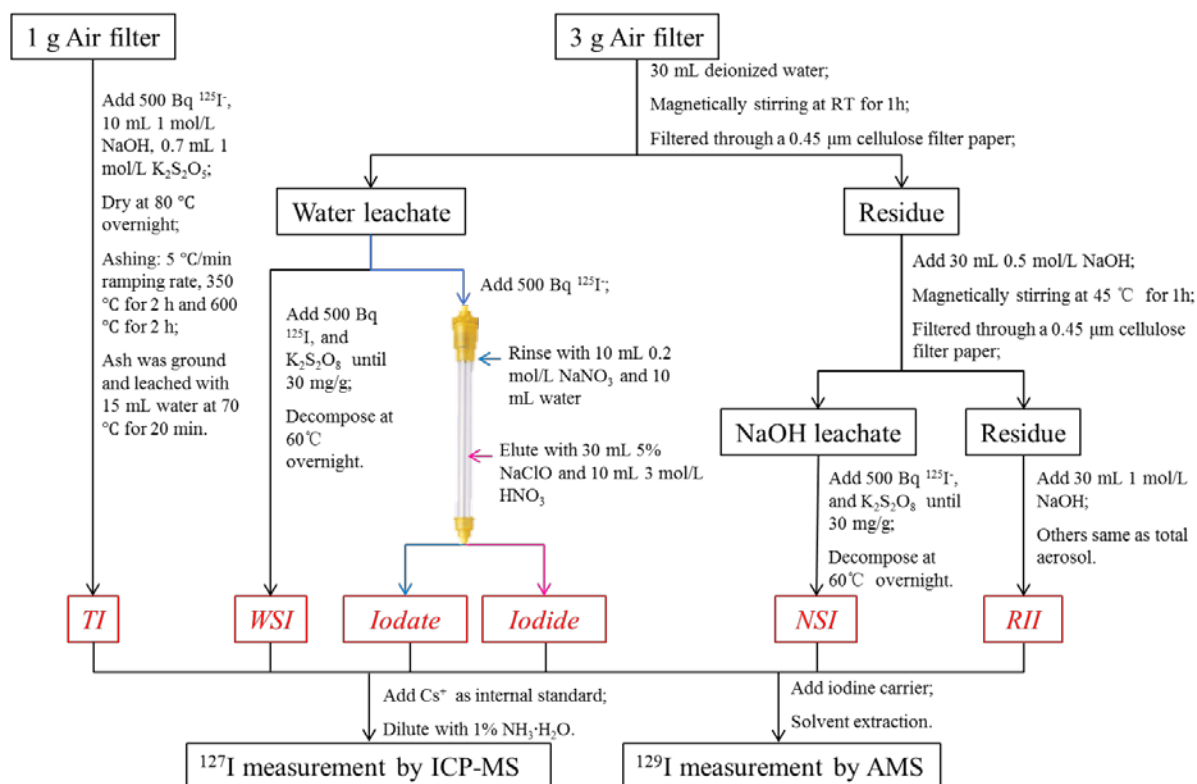 1 g Air filter
3 g Air filter
Add 500 Bq ¹²⁵I⁻,
10 mL 1 mol/L
NaOH, 0.7 mL 1
mol/L K₂S₂O₅;
Dry at 80 ℃
overnight;
Ashing: 5 ℃/min
ramping rate, 350
℃ for 2 h and 600
℃ for 2 h;
Ash was ground
and leached with
15 mL water at 70
℃ for 20 min.
30 mL deionized water;
Magnetically stirring at RT for 1h;
Filtered through a 0.45 μm cellulose filter paper;
Water leachate
Residue
Add 500 Bq
¹²⁵I, and
K₂S₂O₈ until
30 mg/g;
Decompose at
60℃
overnight.
Add 500 Bq ¹²⁵I⁻;
Rinse with 10 mL 0.2
mol/L NaNO₃ and 10
mL water
Elute with 30 mL 5%
NaClO and 10 mL 3 mol/L
HNO₃
Add 30 mL 0.5 mol/L NaOH;
Magnetically stirring at 45 ℃ for 1h;
Filtered through a 0.45 μm cellulose
filter paper;
NaOH leachate
Residue
Add 500 Bq ¹²⁵I⁻,
and K₂S₂O₈ until
30 mg/g;
Decompose at
60℃ overnight.
Add 30 mL 1 mol/L
NaOH;
Others same as total
aerosol.
TI
WSI
Iodate
Iodide
NSI
RII
Add Cs⁺ as internal standard;
Dilute with 1% NH₃·H₂O.
Add iodine carrier;
Solvent extraction.
¹²⁷I measurement by ICP-MS
¹²⁹I measurement by AMS